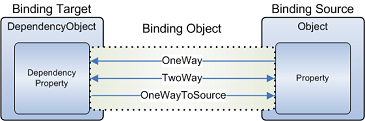 Binding Target
Binding Object
Binding Source
DependencyObject
Object
OneWay
Dependency
Property
TwoWay
Property
OneWayToSource